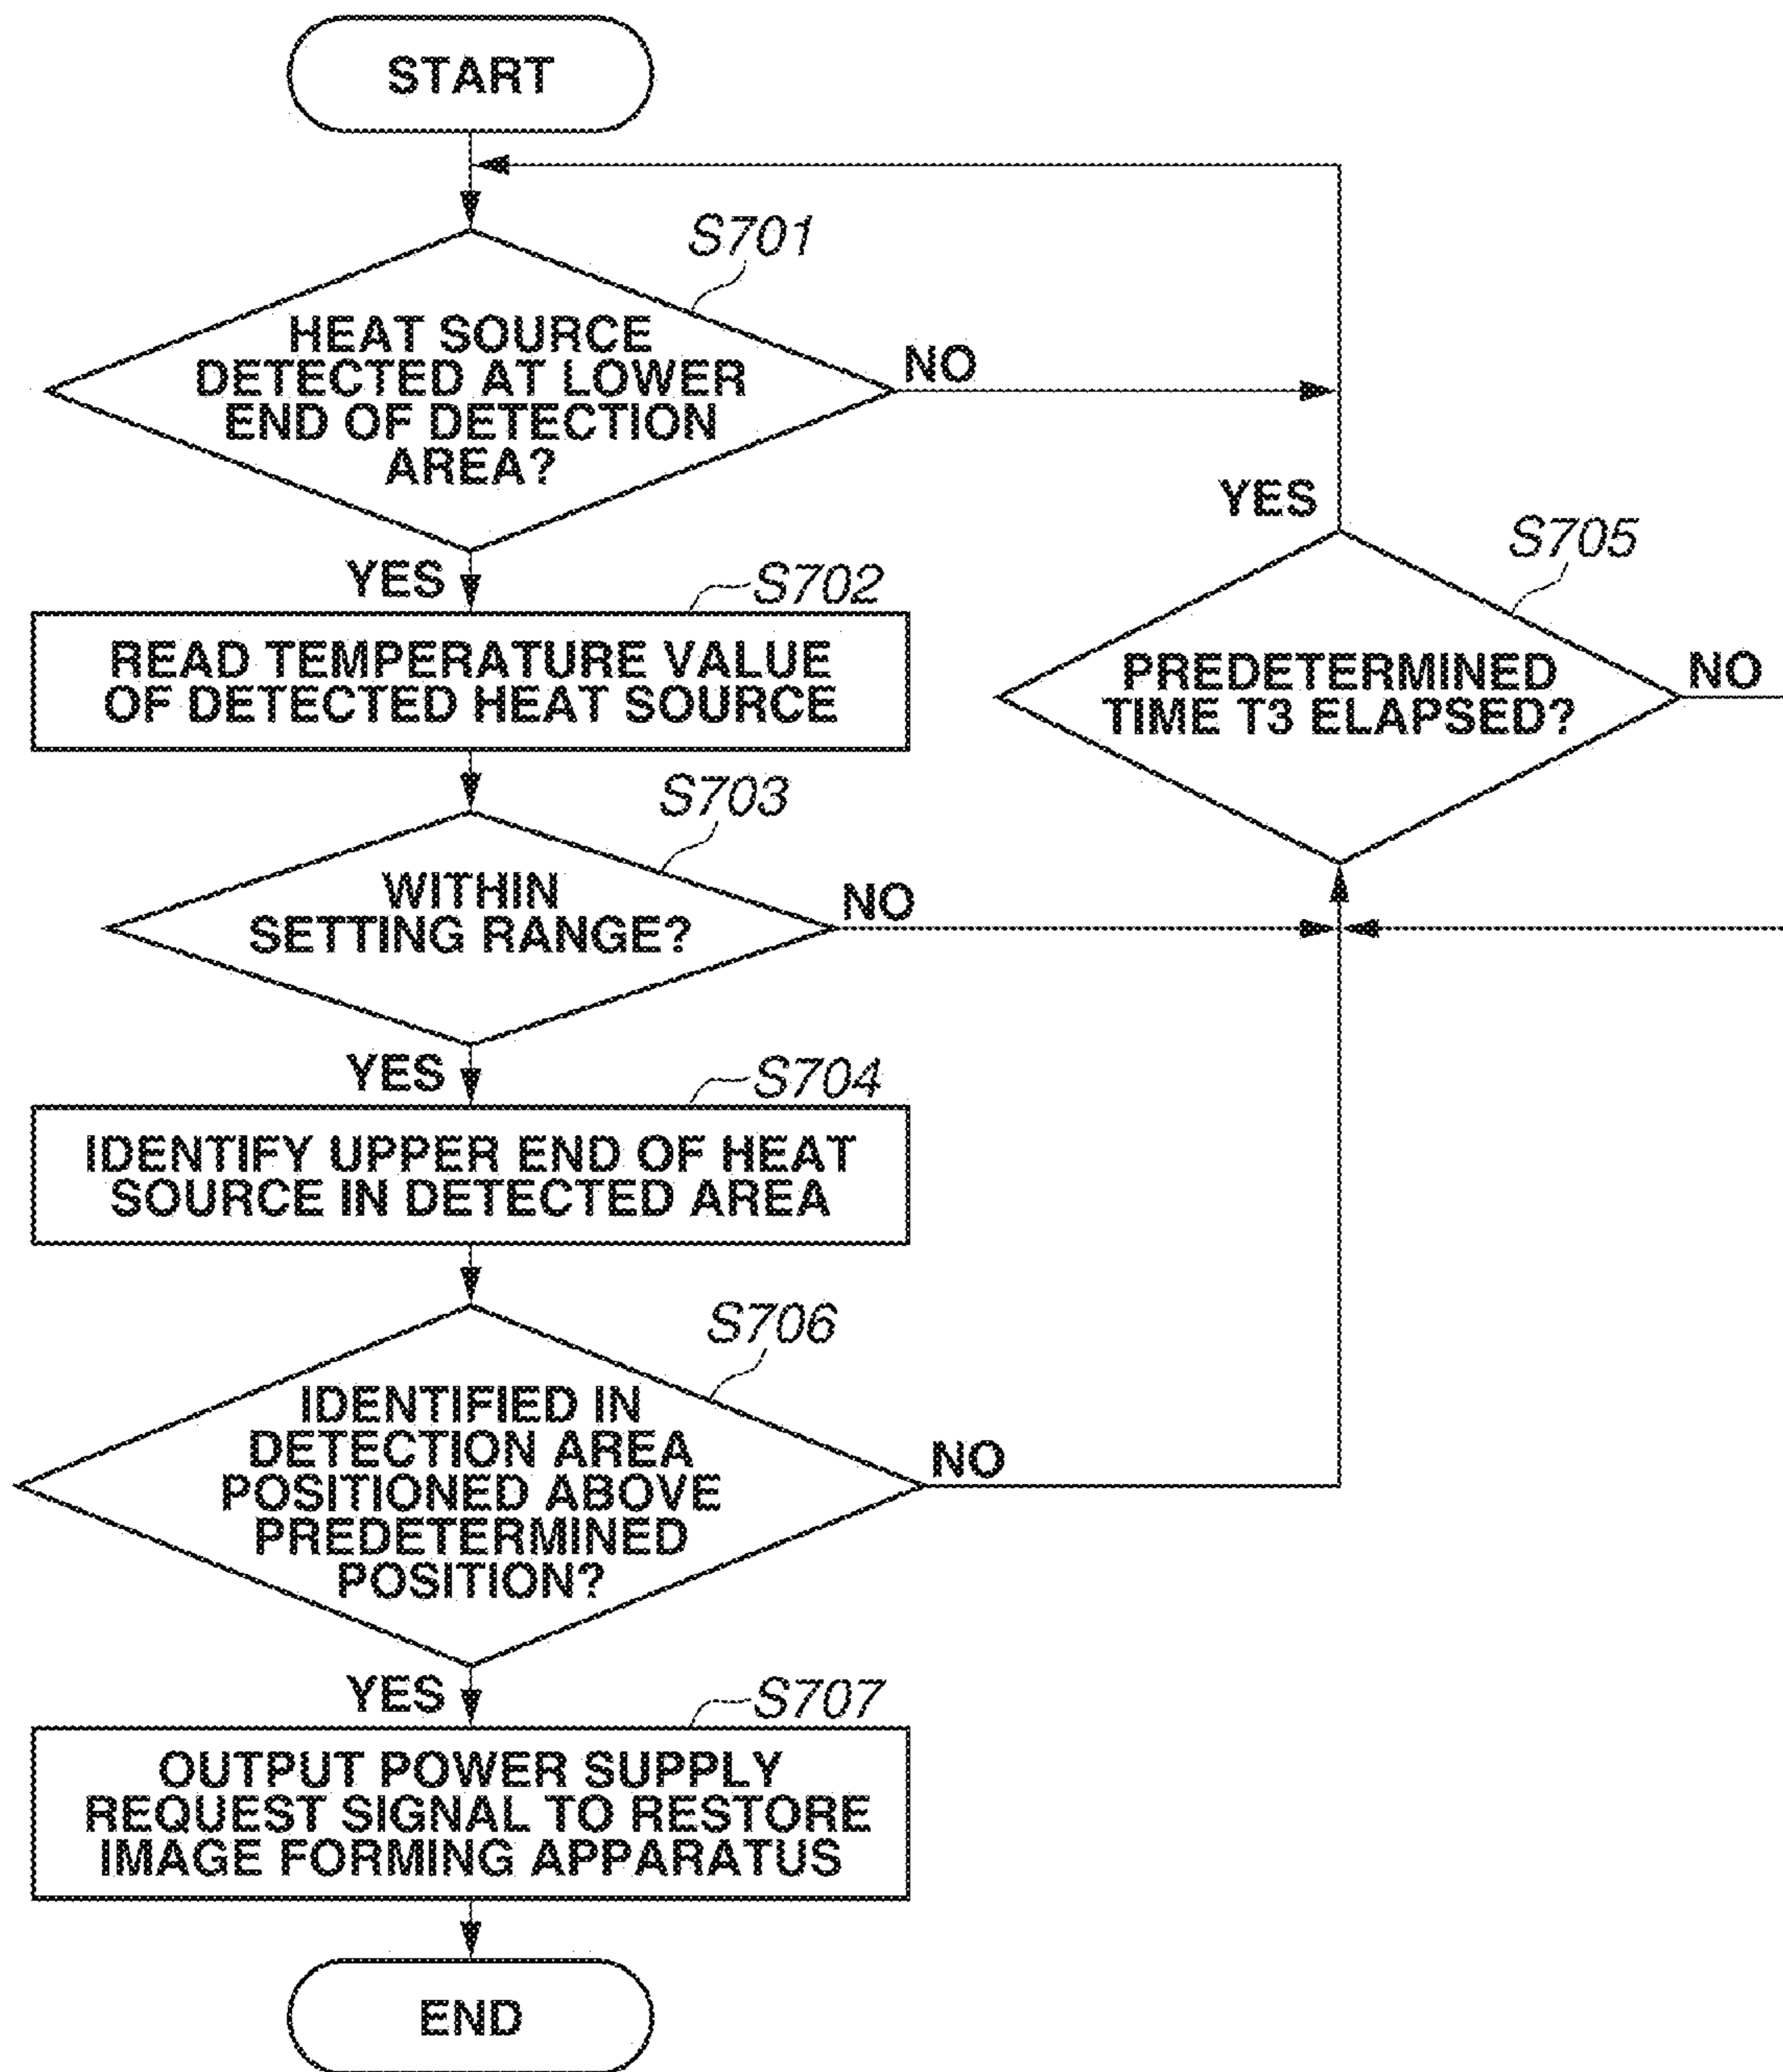 START
S701
HEAT SOURCE
DETECTED AT LOWER
END OF DETECTION
AREA?
NO
YES
S702
READ TEMPERATURE VALUE
OF DETECTED HEAT SOURCE
YES
S705
PREDETERMINED
TIME T3 ELAPSED?
NO
S703
WITHIN
SETTING RANGE?
NO
YES
S704
IDENTIFY UPPER END OF HEAT
SOURCE IN DETECTED AREA
S706
IDENTIFIED IN
DETECTION AREA
POSITIONED ABOVE
PREDETERMINED
POSITION?
NO
YES
S707
OUTPUT POWER SUPPLY
REQUEST SIGNAL TO RESTORE
IMAGE FORMING APPARATUS
END